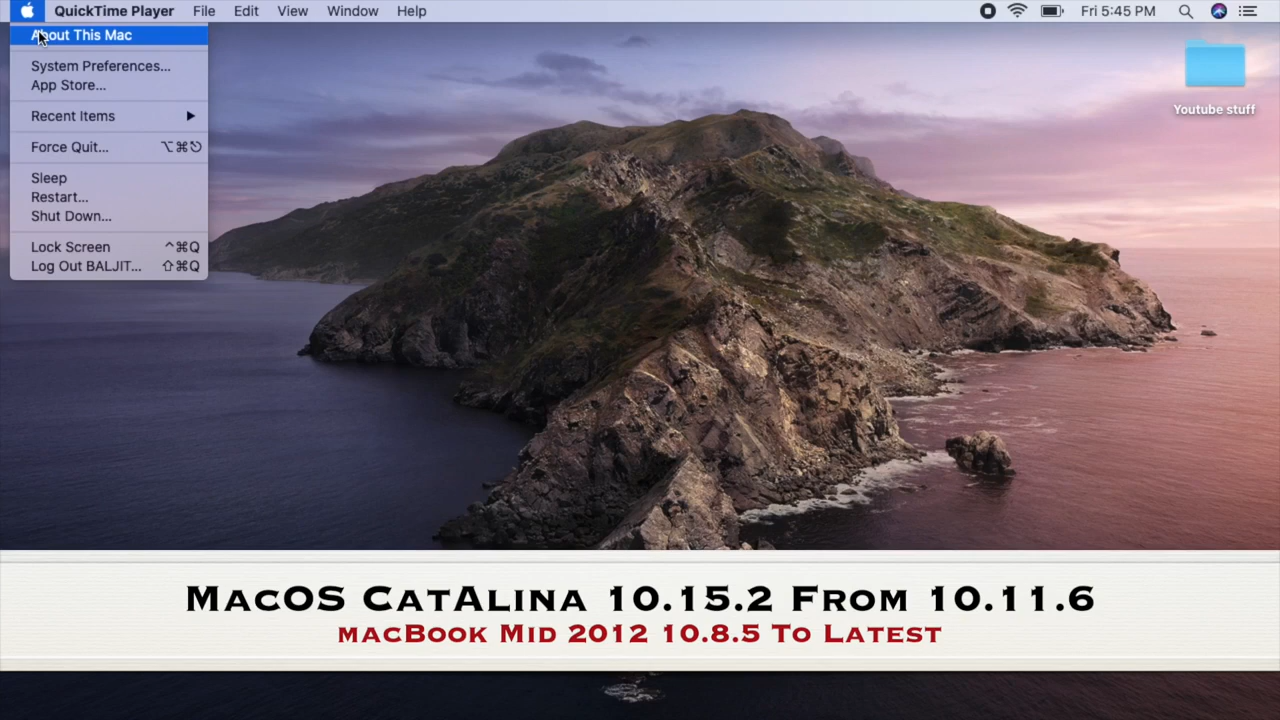 QuickTime Player File Edit View Window Help Fri 5:45 PM
About This Mac
System Preferences...
App Store...
Recent Items
Force Quit... ⌥⌘⎋
Sleep
Restart...
Shut Down...
Lock Screen ^⌘Q
Log Out BALJIT... ⇧⌘Q
Youtube stuff
MacOS CatAlina 10.15.2 From 10.11.6
macBook Mid 2012 10.8.5 To Latest